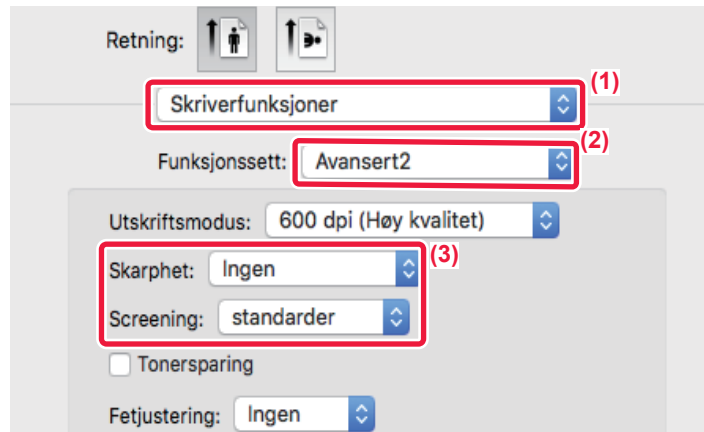 Retning:
Skriverfunksjoner (1)
Funksjonssett: Avansert2 (2)
Utskriftsmodus: 600 dpi (Høy kvalitet)
Skarphet: Ingen (3)
Screening: standarder
Tonersparing
Fetjustering: Ingen